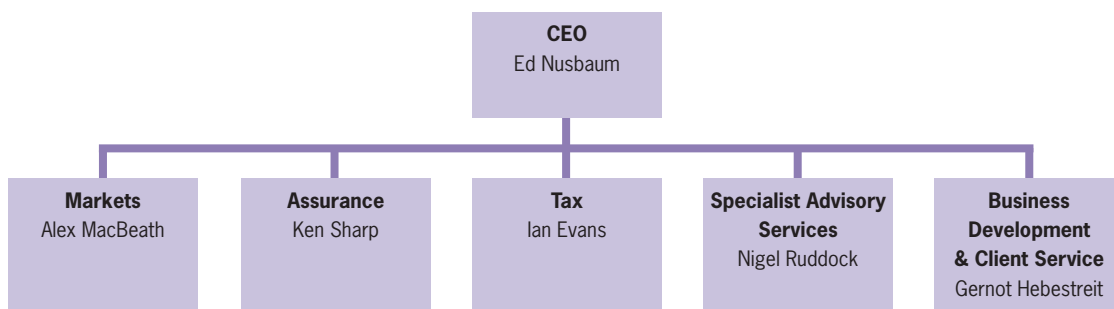 CEO
Ed Nusbaum
Markets
Alex MacBeath
Assurance
Ken Sharp
Tax
Ian Evans
Specialist Advisory
Services
Nigel Ruddock
Business
Development
& Client Service
Gernot Hebestreit